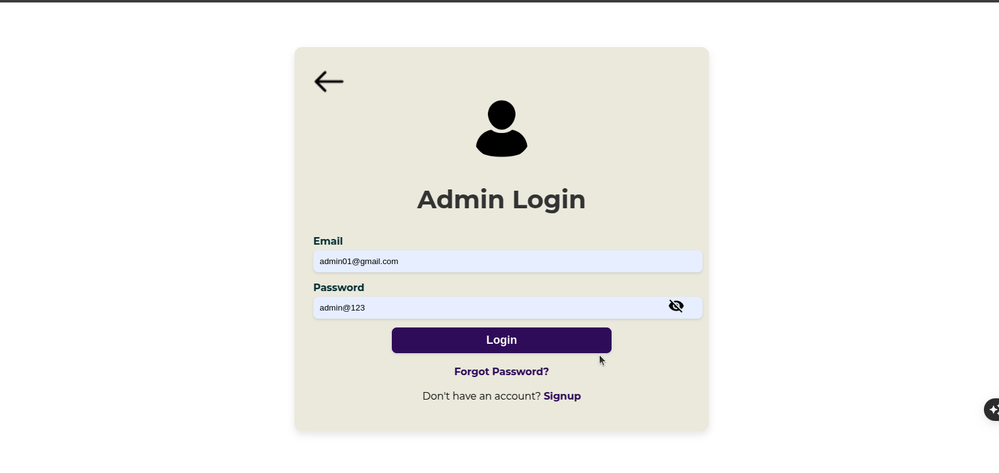 Admin Login
Email
admin01@gmail.com
Password
admin@123
Login
Forgot Password?
Don't have an account? Signup